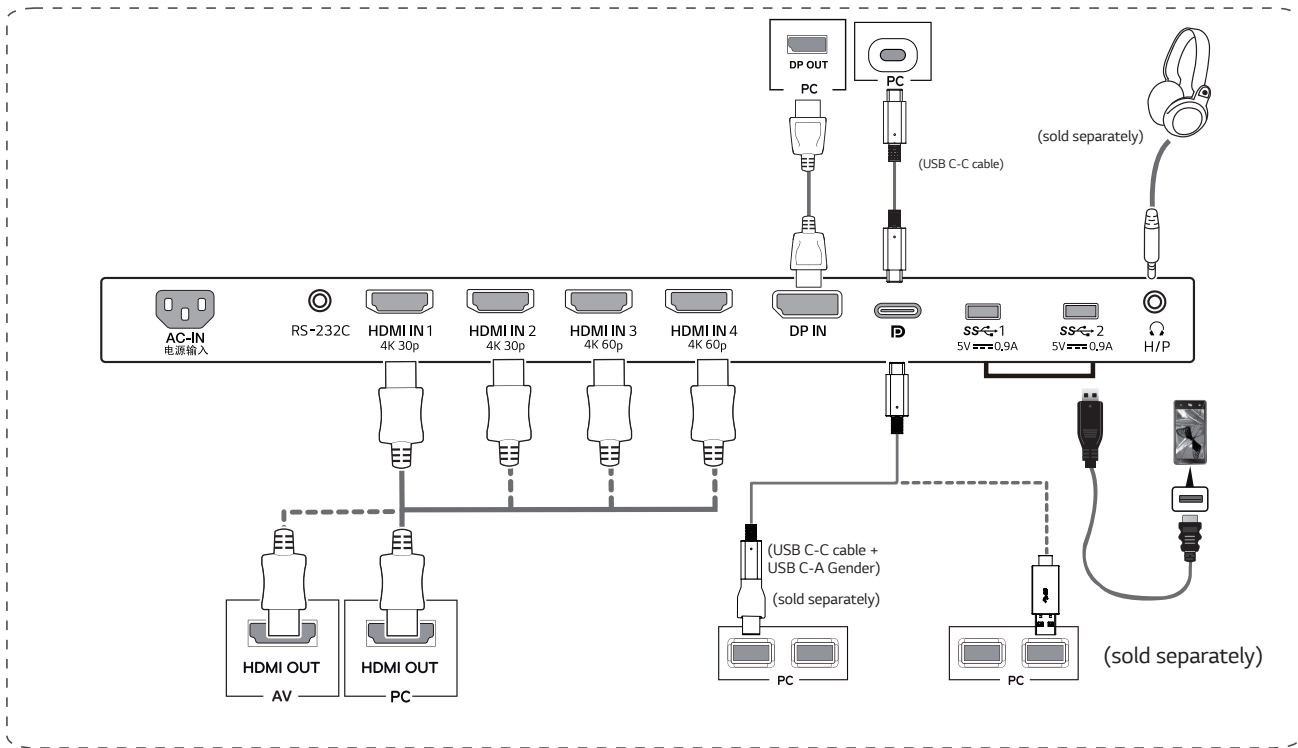 DP OUT
PC
PC
(sold separately)
(USB C-C cable)
AC-IN
电源输入
RS-232C
HDMI IN 1
4K 30p
HDMI IN 2
4K 30p
HDMI IN 3
4K 60p
HDMI IN 4
4K 60p
DP IN
SS 1
5V 0.9A
SS 2
5V 0.9A
H/P
(USB C-C cable +
USB C-A Gender)
(sold separately)
HDMI OUT
AV
HDMI OUT
PC
PC
PC
(sold separately)